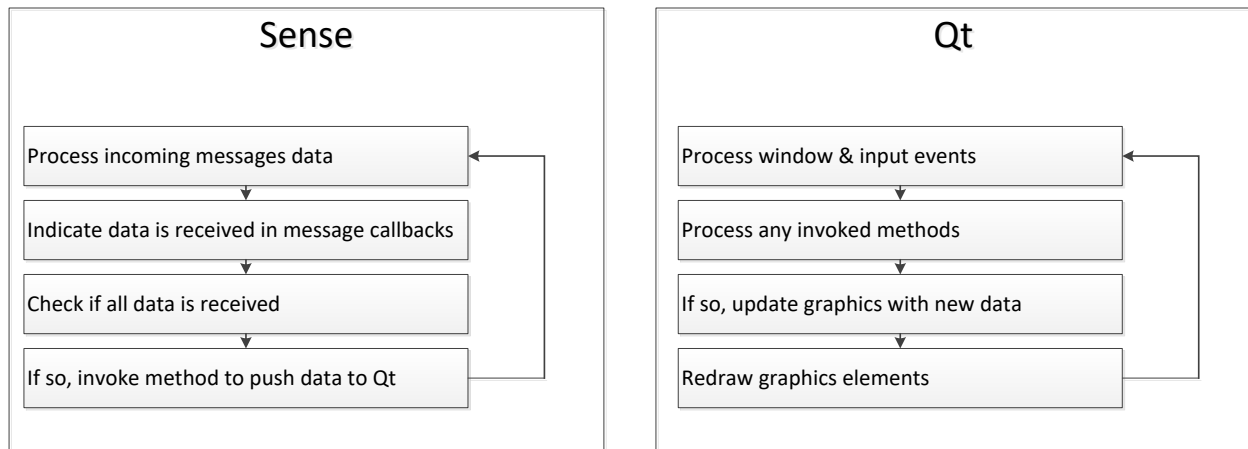 Sense
Process incoming messages data
Indicate data is received in message callbacks
Check if all data is received
If so, invoke method to push data to Qt
Qt
Process window & input events
Process any invoked methods
If so, update graphics with new data
Redraw graphics elements